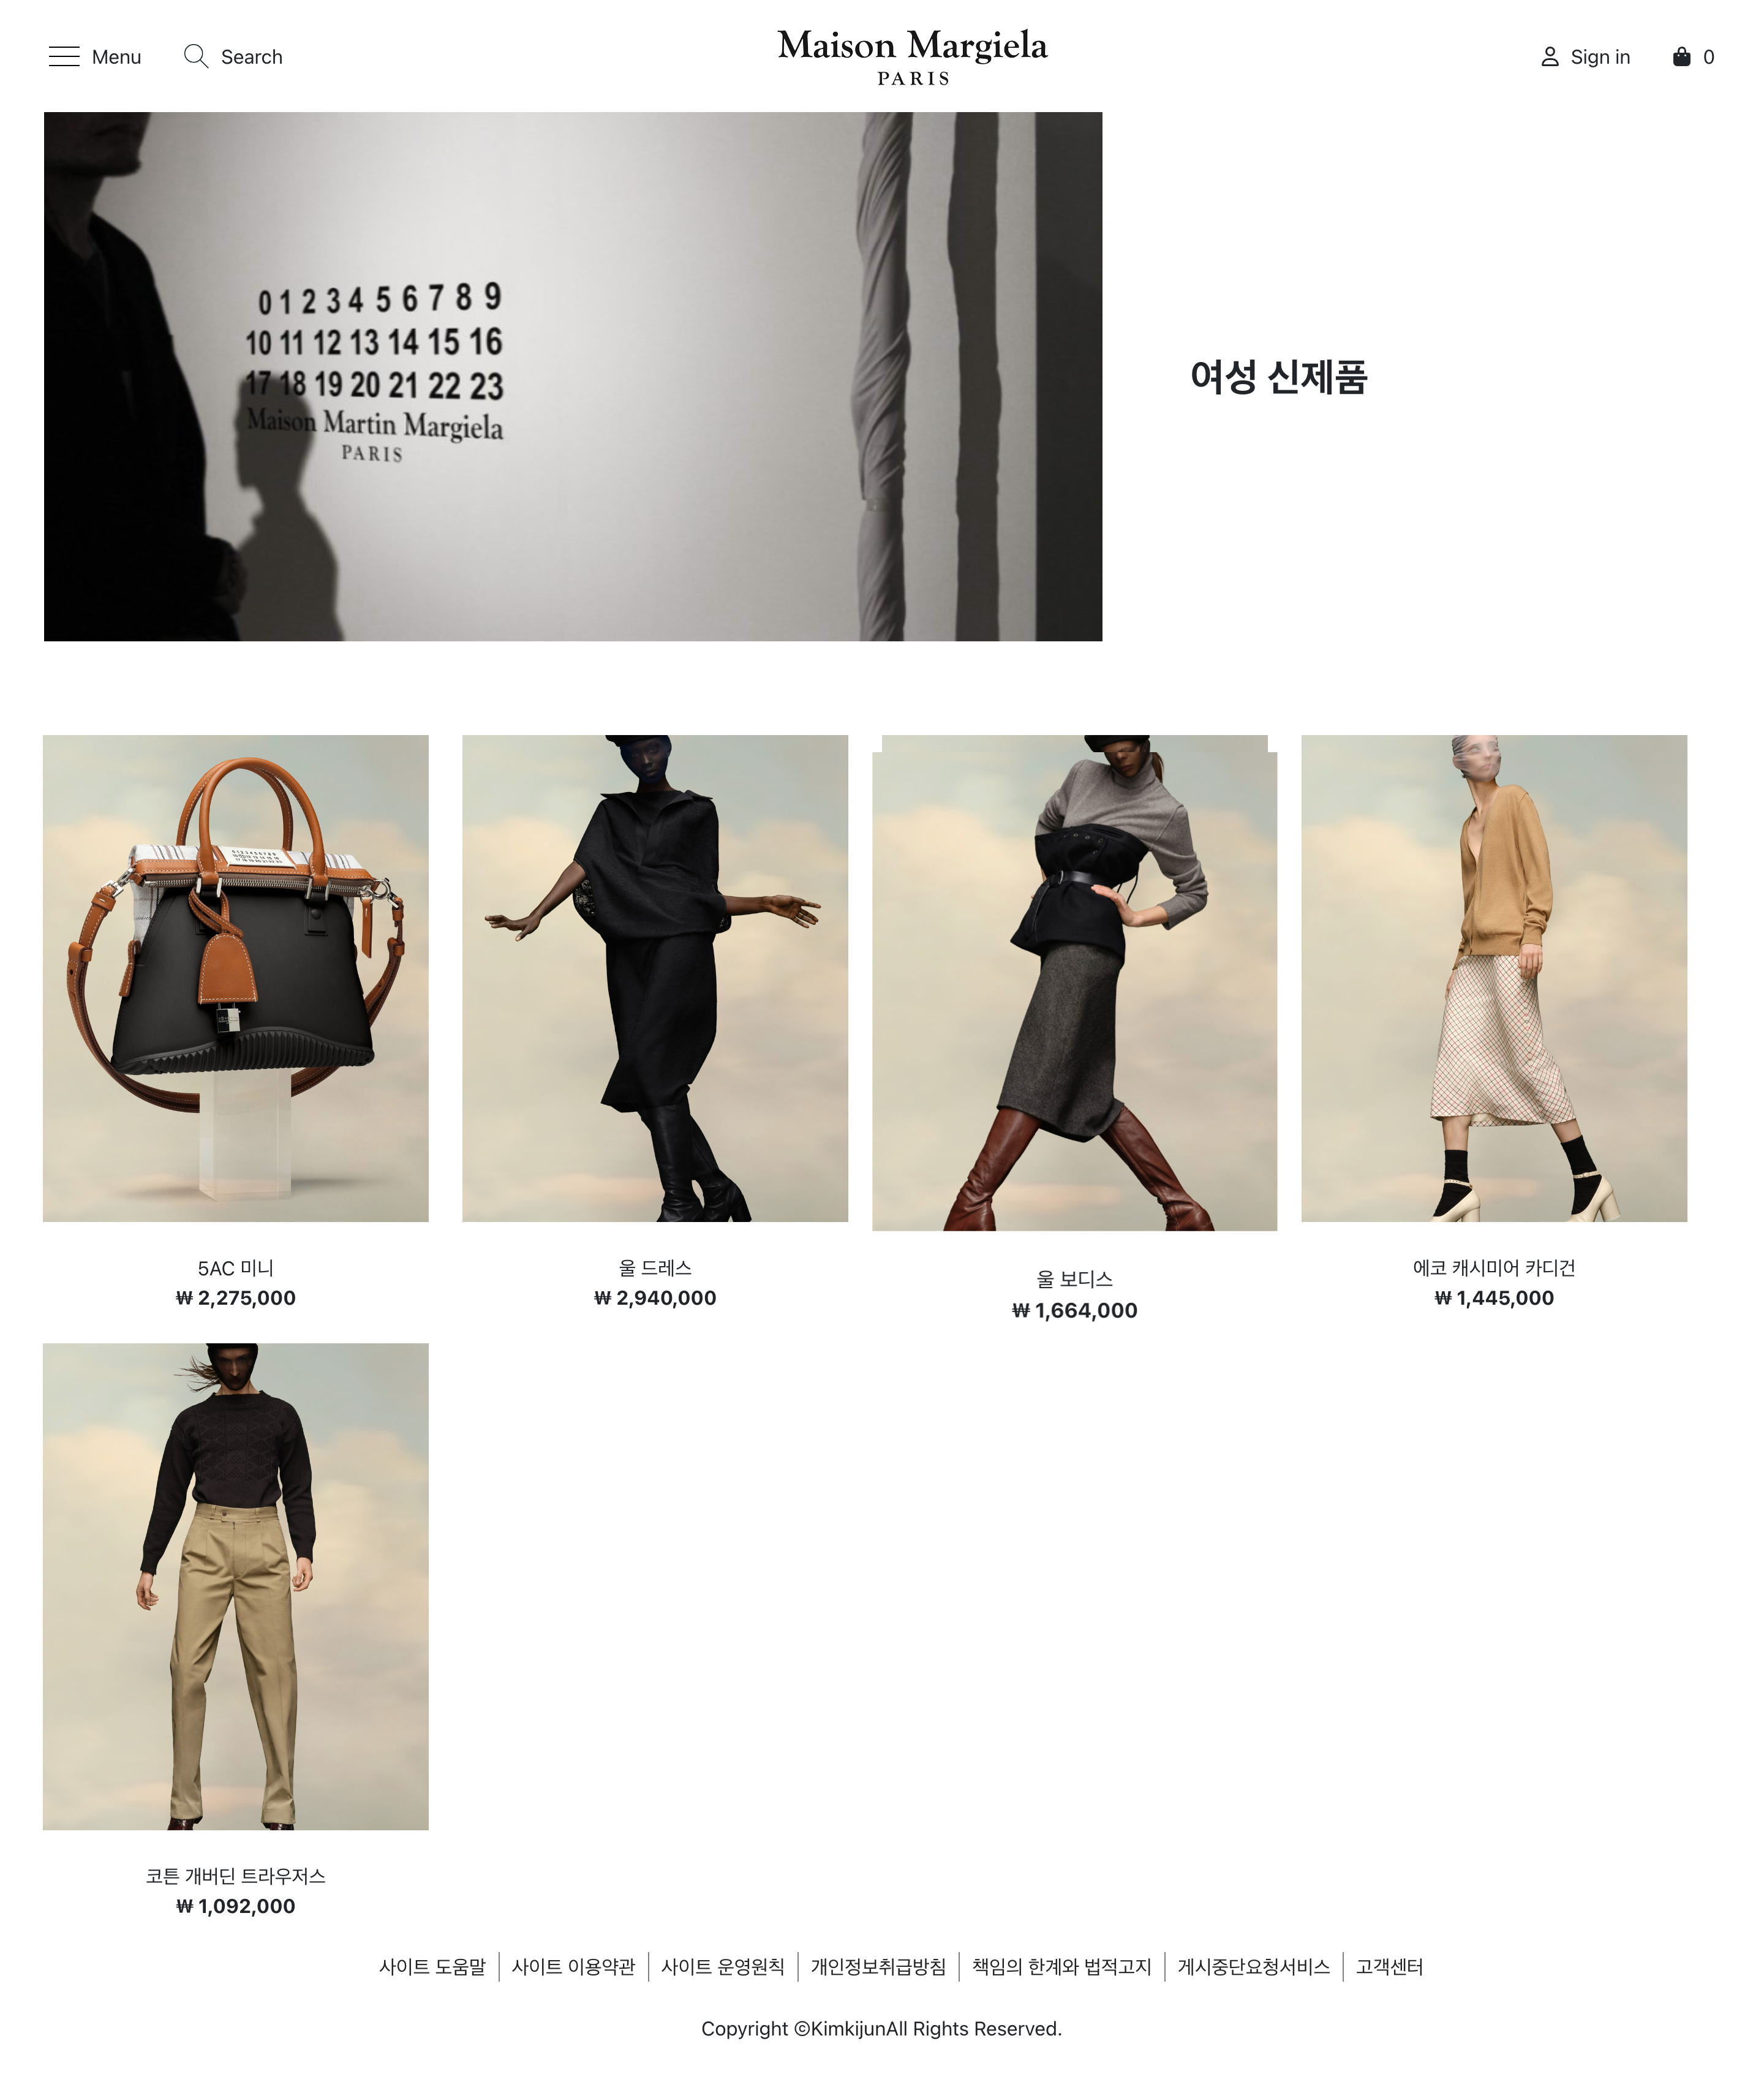 Menu
Search
Maison Margiela
PARIS
Sign in
0
0 1 2 3 4 5 6 7 8 9
10 11 12 13 14 15 16
17 18 19 20 21 22 23
Maison Martin Margiela
PARIS
여성 신제품
5AC 미니
₩ 2,275,000
울 드레스
₩ 2,940,000
울 보디스
₩ 1,664,000
에코 캐시미어 카디건
₩ 1,445,000
코튼 개버딘 트라우저스
₩ 1,092,000
사이트 도움말 사이트 이용약관 사이트 운영원칙 개인정보취급방침 책임의 한계와 법적고지 게시중단요청서비스 고객센터
Copyright ©KimkijunAll Rights Reserved.